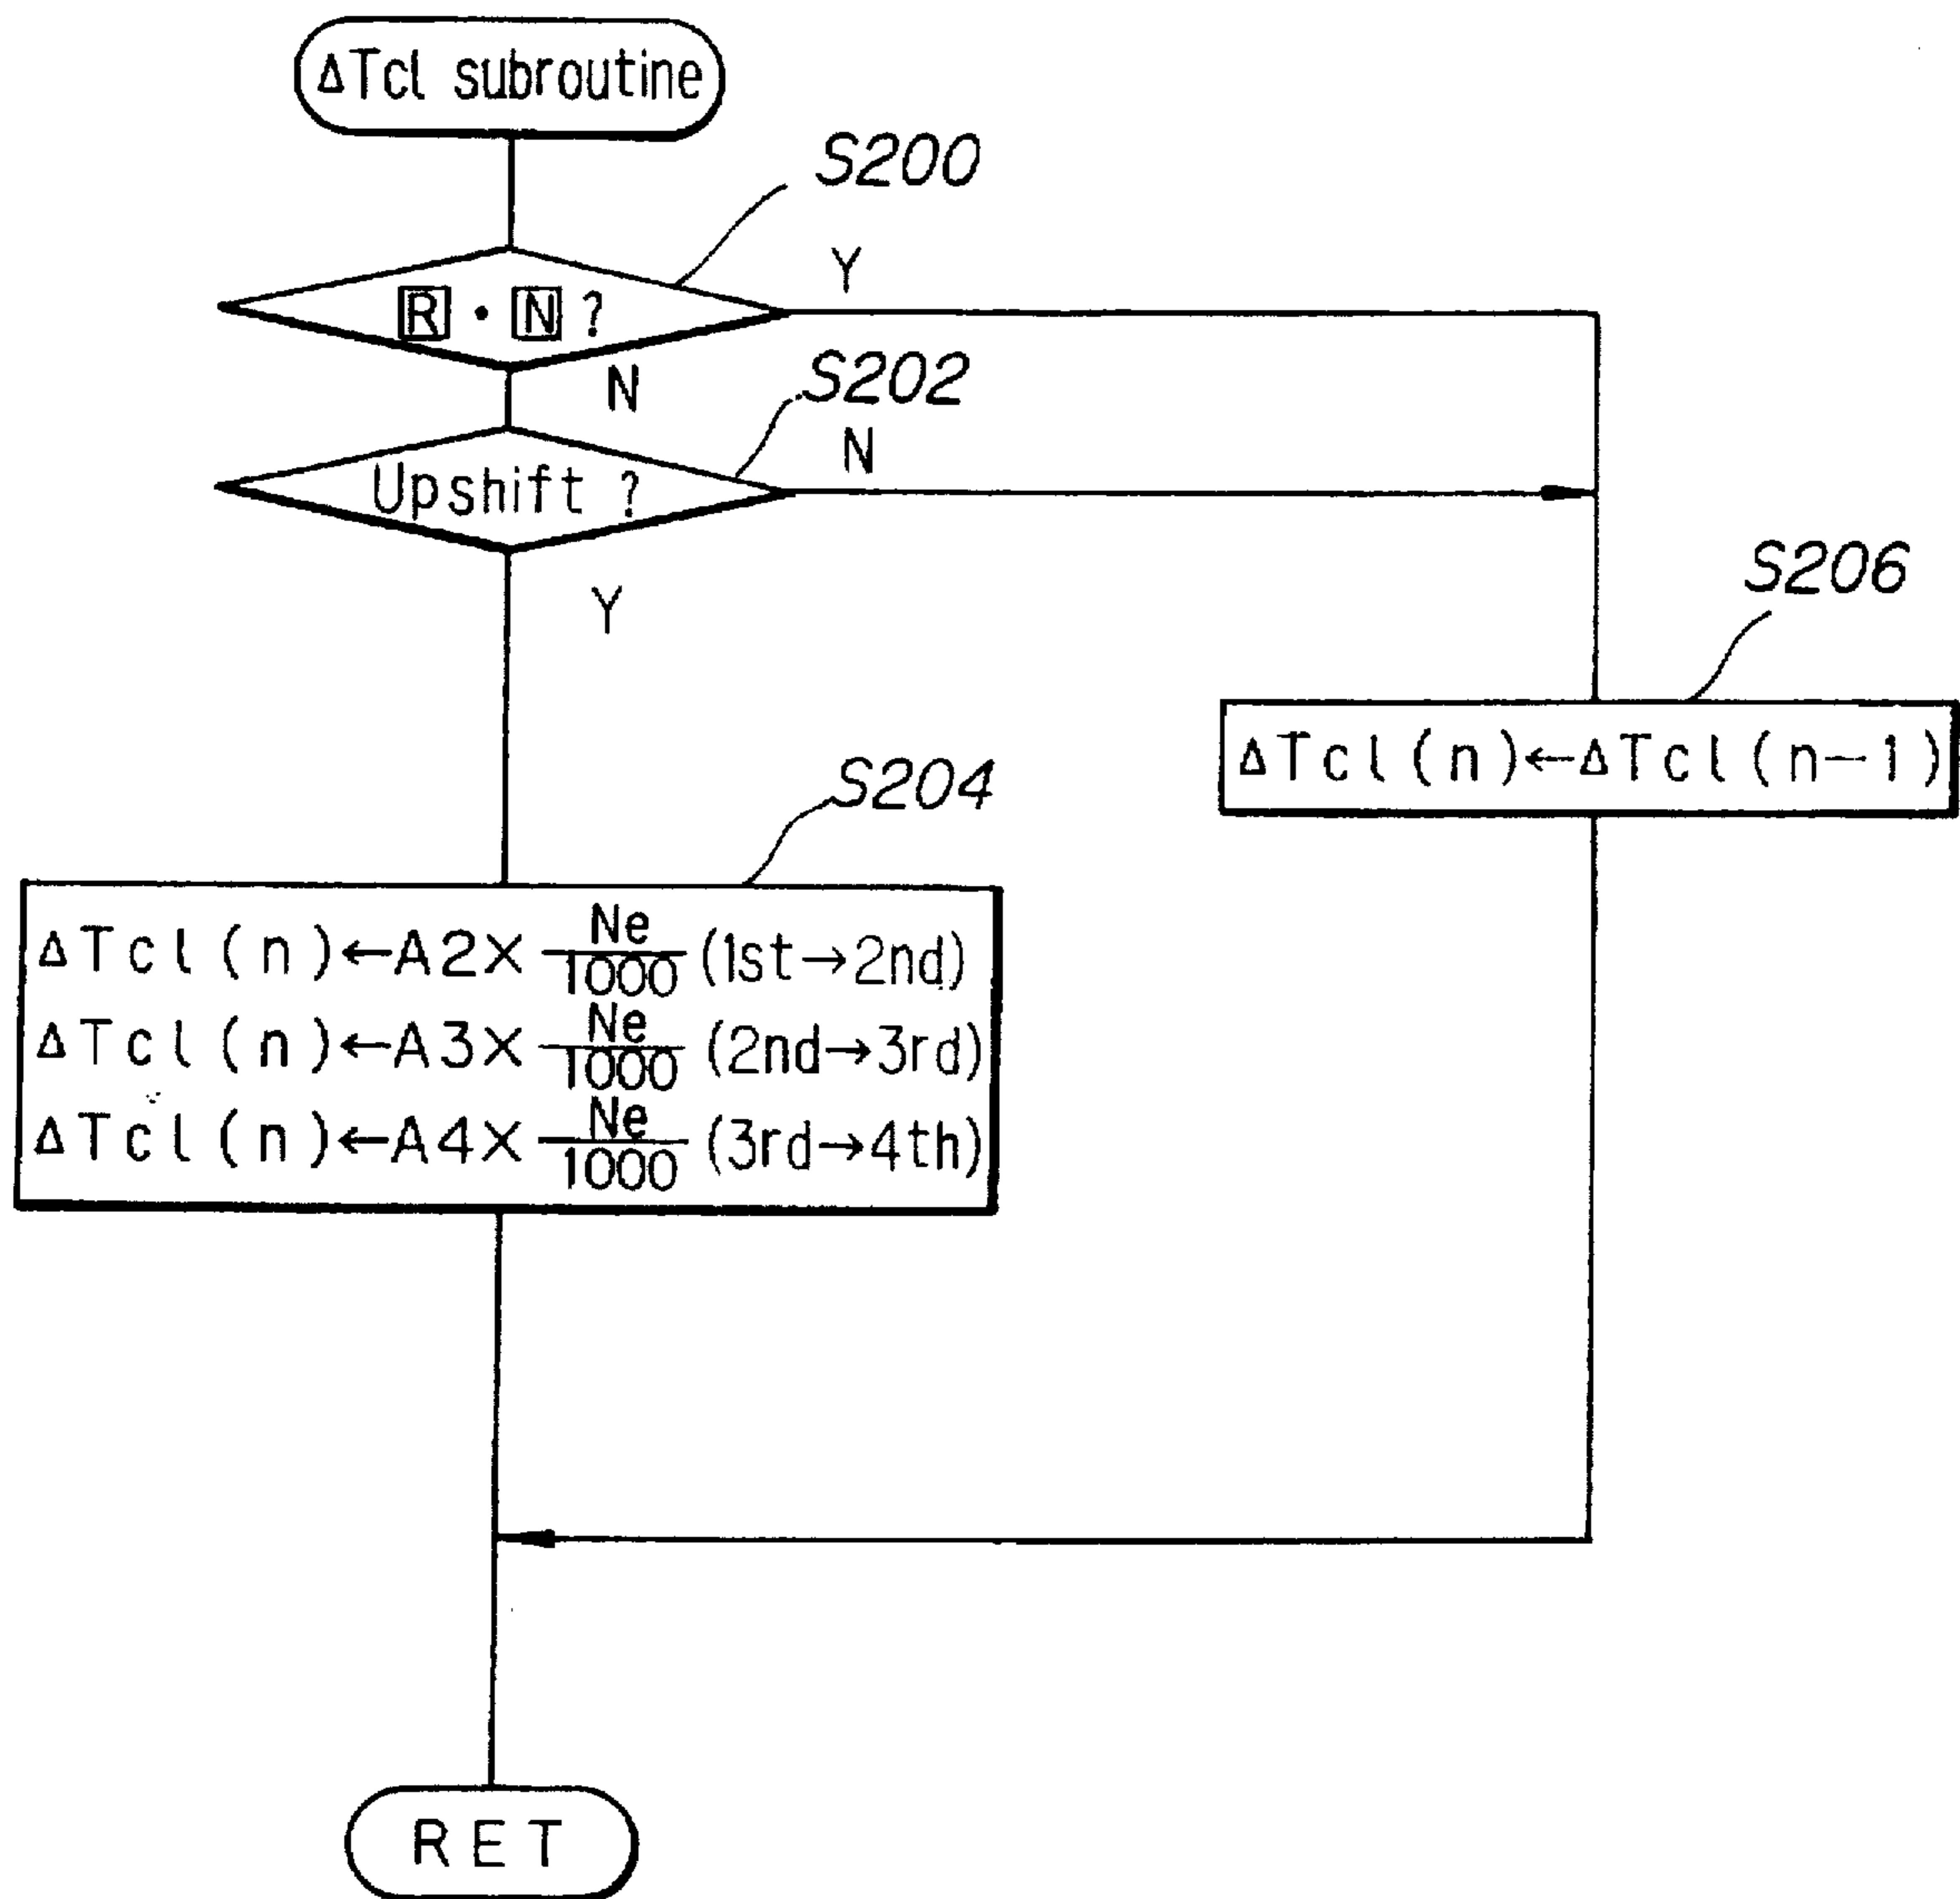 ΔTcl subroutine
S200
Y
R · N ?
N
S202
N
Upshift ?
Y
S206
ΔTcl(n)←ΔTcl(n-1)
S204
ΔTcl(n)←A2×Ne/1000(1st→2nd)
ΔTcl(n)←A3×Ne/1000(2nd→3rd)
ΔTcl(n)←A4×Ne/1000(3rd→4th)
RET